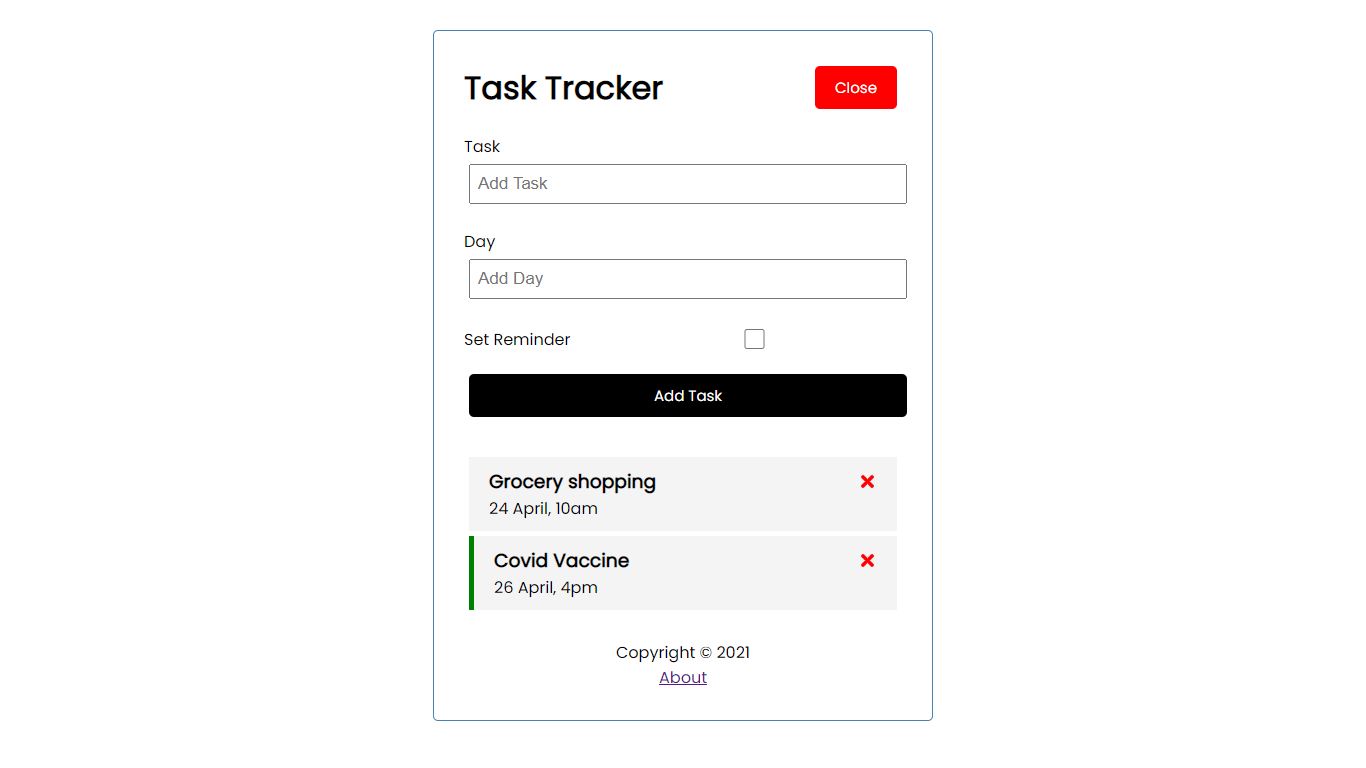 Task Tracker
Close
Task
Add Task
Day
Add Day
Set Reminder
Add Task
Grocery shopping
24 April, 10am
Covid Vaccine
26 April, 4pm
Copyright © 2021
About